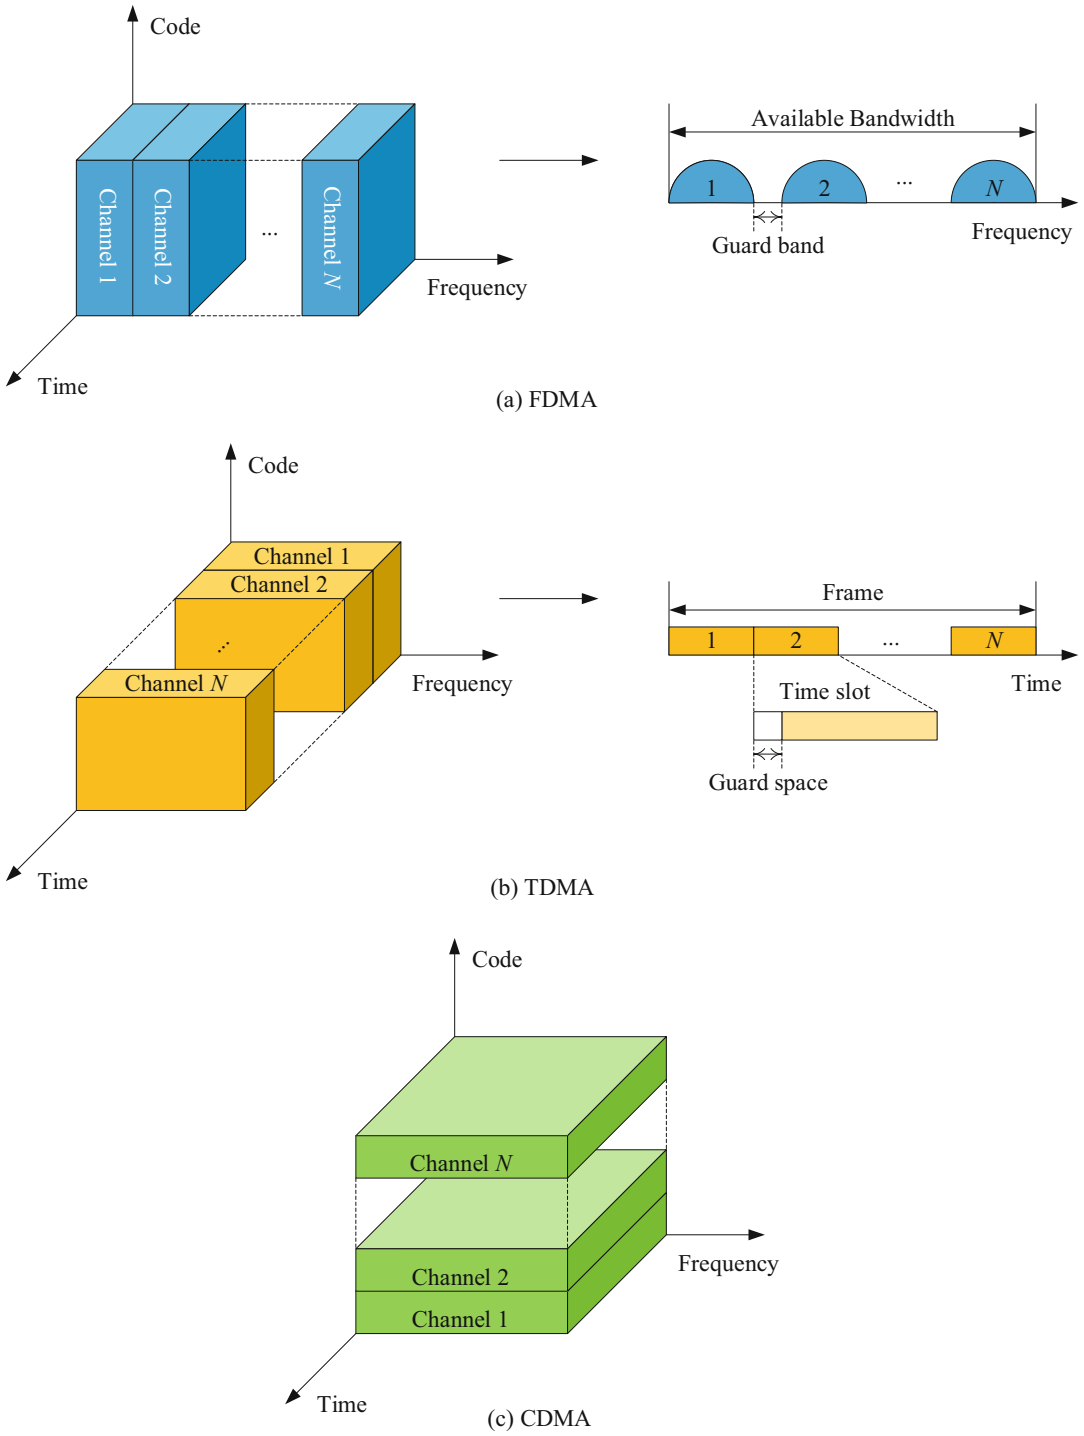 Code
Channel 1
Channel 2
...
Channel N
Frequency
Time
Available Bandwidth
1
2
...
N
Guard band
Frequency
(a) FDMA
Code
Channel 1
Channel 2
...
Channel N
Frequency
Time
Frame
1
2
...
N
Time
Time slot
Guard space
(b) TDMA
Code
Channel N
Channel 2
Channel 1
Frequency
Time
(c) CDMA